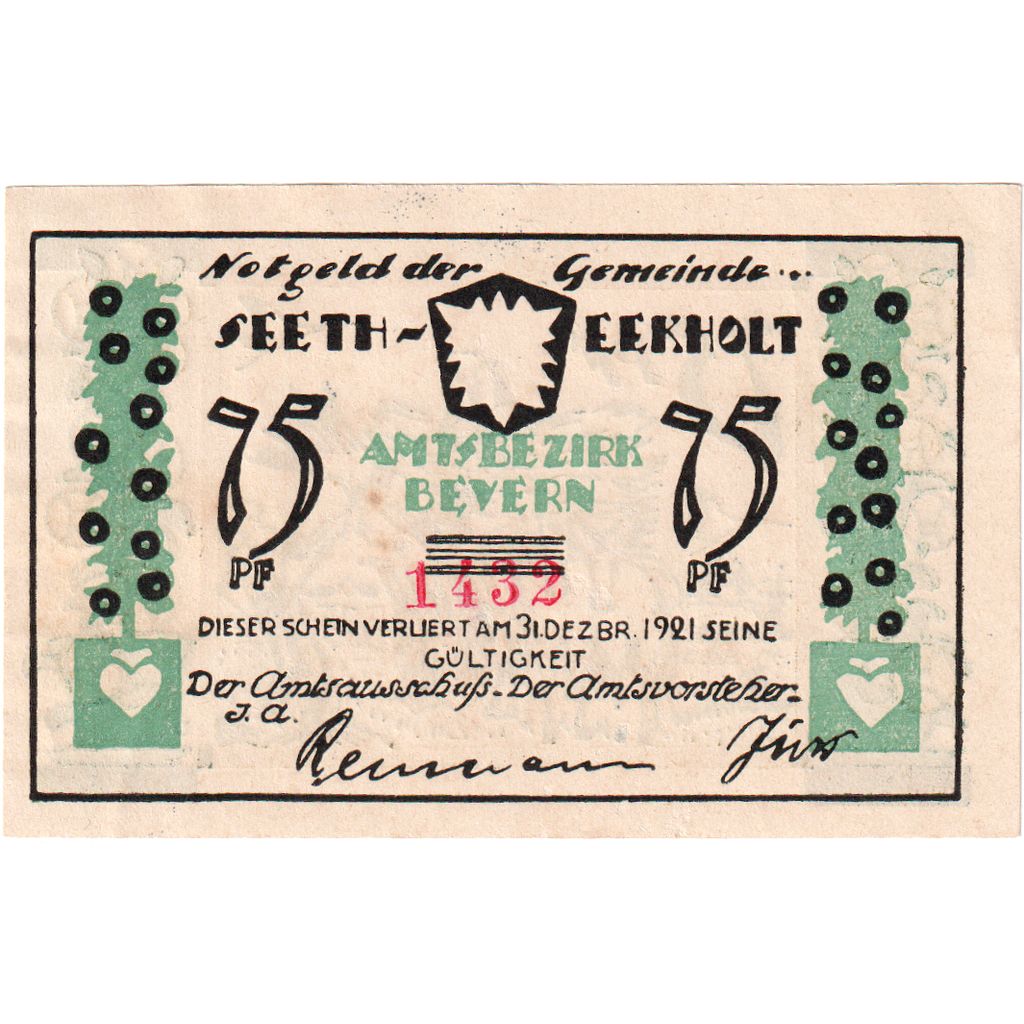 Notgeld der Gemeinde...
SEETH- EEKHOLT
75 75
AMTSBEZIRK
BEVERN
PF PF
1432
DIESER SCHEIN VERLIERT AM 31. DEZBR. 1921 SEINE
GÜLTIGKEIT
Der Amtsausschuß. Der Amtsvorsteher.
J. A.